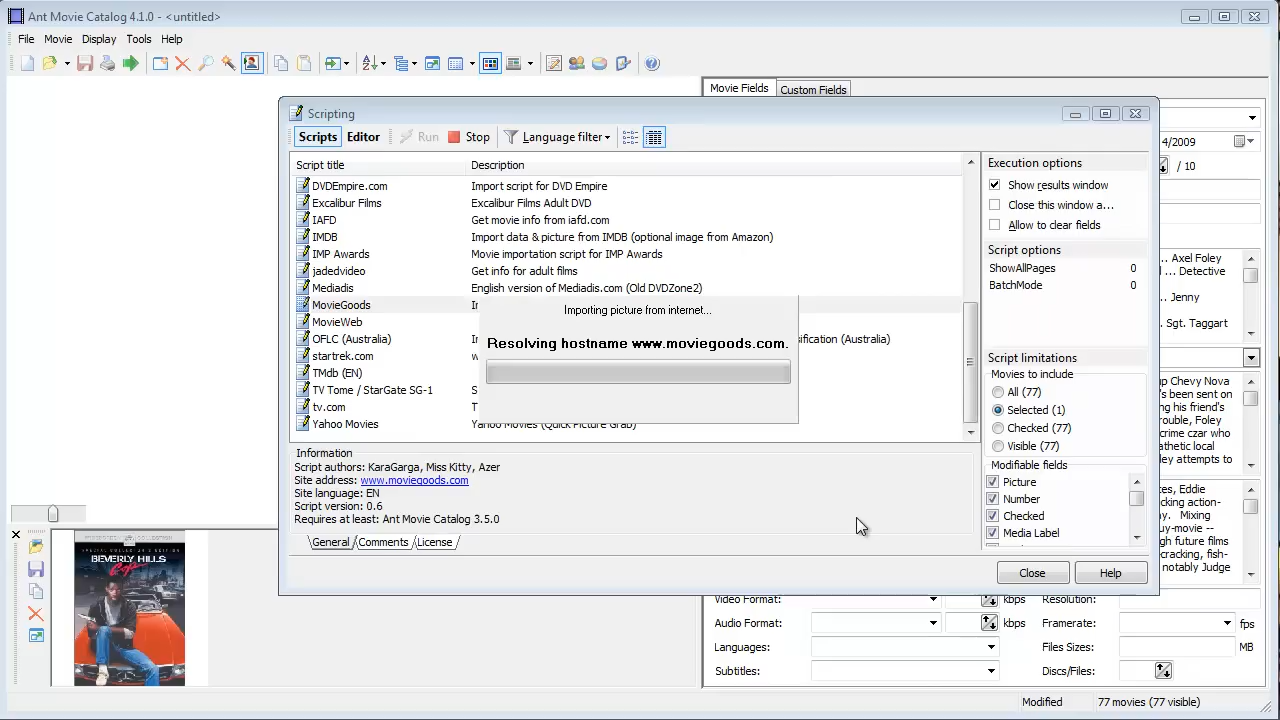 Ant Movie Catalog 4.1.0 - <untitled>
File Movie Display Tools Help
Movie Fields Custom Fields
Scripting
Scripts Editor Run Stop Language filter
Script title Description
DVDEmpire.com Import script for DVD Empire
Excalibur Films Excalibur Films Adult DVD
IAFD Get movie info from iafd.com
IMDB Import data & picture from IMDB (optional image from Amazon)
IMP Awards Movie importation script for IMP Awards
jadedvideo Get info for adult films
Mediadis English version of Mediadis.com (Old DVDZone2)
MovieGoods
MovieWeb
OFLC (Australia) sification (Australia)
startrek.com
TMdb (EN)
TV Tome / StarGate SG-1 S
tv.com T
Yahoo Movies Yahoo Movies (Quick Picture Grab)
Importing picture from internet...
Resolving hostname www.moviegoods.com.
Information
Script authors: KaraGarga, Miss Kitty, Azer
Site address: www.moviegoods.com
Site language: EN
Script version: 0.6
Requires at least: Ant Movie Catalog 3.5.0
General Comments License
Execution options
Show results window
Close this window a...
Allow to clear fields
Script options
ShowAllPages 0
BatchMode 0
Script limitations
Movies to include
All (77)
Selected (1)
Checked (77)
Visible (77)
Modifiable fields
Picture
Number
Checked
Media Label
Close Help
4/2009
/ 10
.. Axel Foley
... Detective
.. Jenny
. Sgt. Taggart
up Chevy Nova
's been sent on
ng his friend's
rouble, Foley
crime czar who
thetic local
ley attempts to
res, Eddie
cking action-
uy. Mixing
uy-movie --
gh future films
cracking, fish-
notably Judge
BEVERLY HILLS
Cop
Video Format: kbps Resolution:
Audio Format: kbps Framerate: fps
Languages: Files Sizes: MB
Subtitles: Discs/Files:
Modified 77 movies (77 visible)